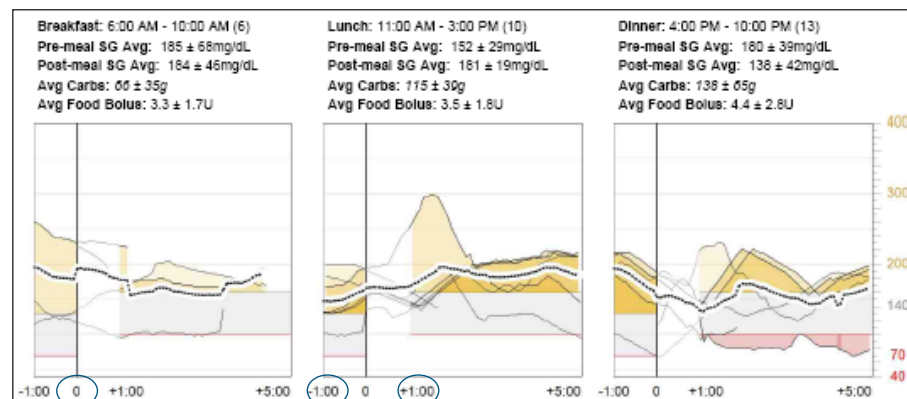 Breakfast: 6:00 AM - 10:00 AM (6)
Pre-meal SG Avg: 185 ± 68mg/dL
Post-meal SG Avg: 184 ± 46mg/dL
Avg Carbs: 66 ± 35g
Avg Food Bolus: 3.3 ± 1.7U
Lunch: 11:00 AM - 3:00 PM (10)
Pre-meal SG Avg: 152 ± 29mg/dL
Post-meal SG Avg: 181 ± 19mg/dL
Avg Carbs: 115 ± 39g
Avg Food Bolus: 3.5 ± 1.8U
Dinner: 4:00 PM - 10:00 PM (13)
Pre-meal SG Avg: 180 ± 39mg/dL
Post-meal SG Avg: 138 ± 42mg/dL
Avg Carbs: 138 ± 65g
Avg Food Bolus: 4.4 ± 2.8U
400
300
200
140
70
40
-1:00 0 +1:00 +5:00
-1:00 0 +1:00 +5:00
-1:00 0 +1:00 +5:00